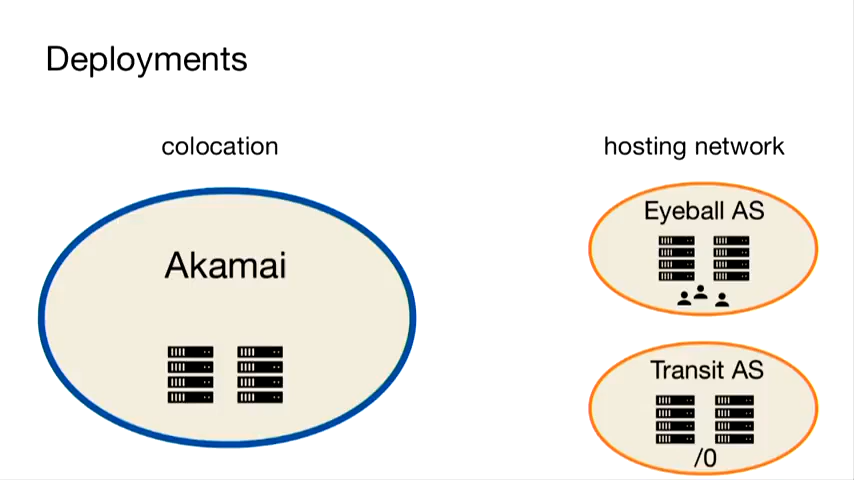 Deployments
colocation
hosting network
Akamai
Eyeball AS
Transit AS
/0